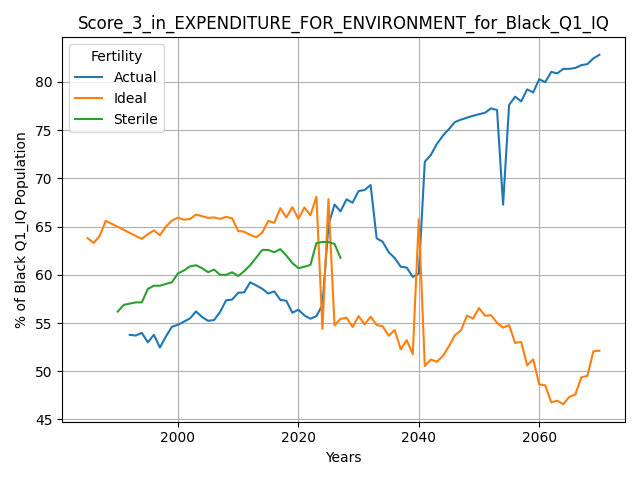 Score_3_in_EXPENDITURE_FOR_ENVIRONMENT_for_Black_Q1_IQ
Fertility
Actual
Ideal
Sterile
% of Black Q1_IQ Population
80
75
70
65
60
55
50
45
2000
2020
2040
2060
Years